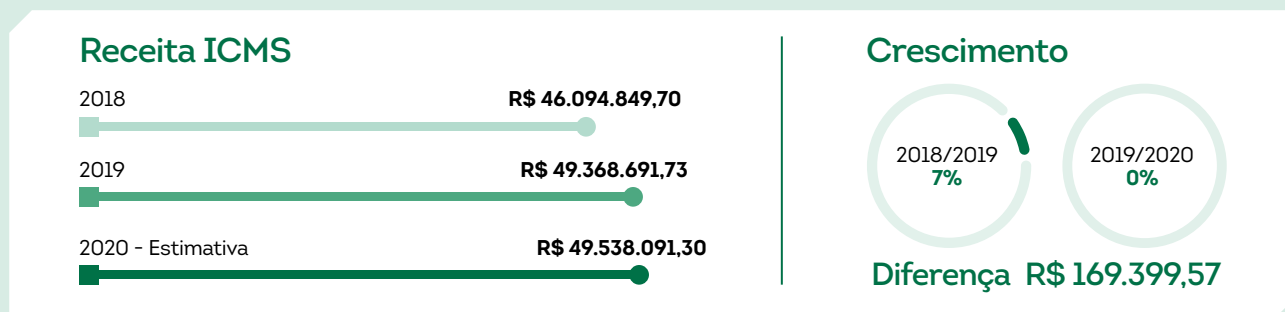 Receita ICMS
2018 R$ 46.094.849,70
2019 R$ 49.368.691,73
2020 - Estimativa R$ 49.538.091,30
Crescimento
2018/2019
7%
2019/2020
0%
Diferença R$ 169.399,57